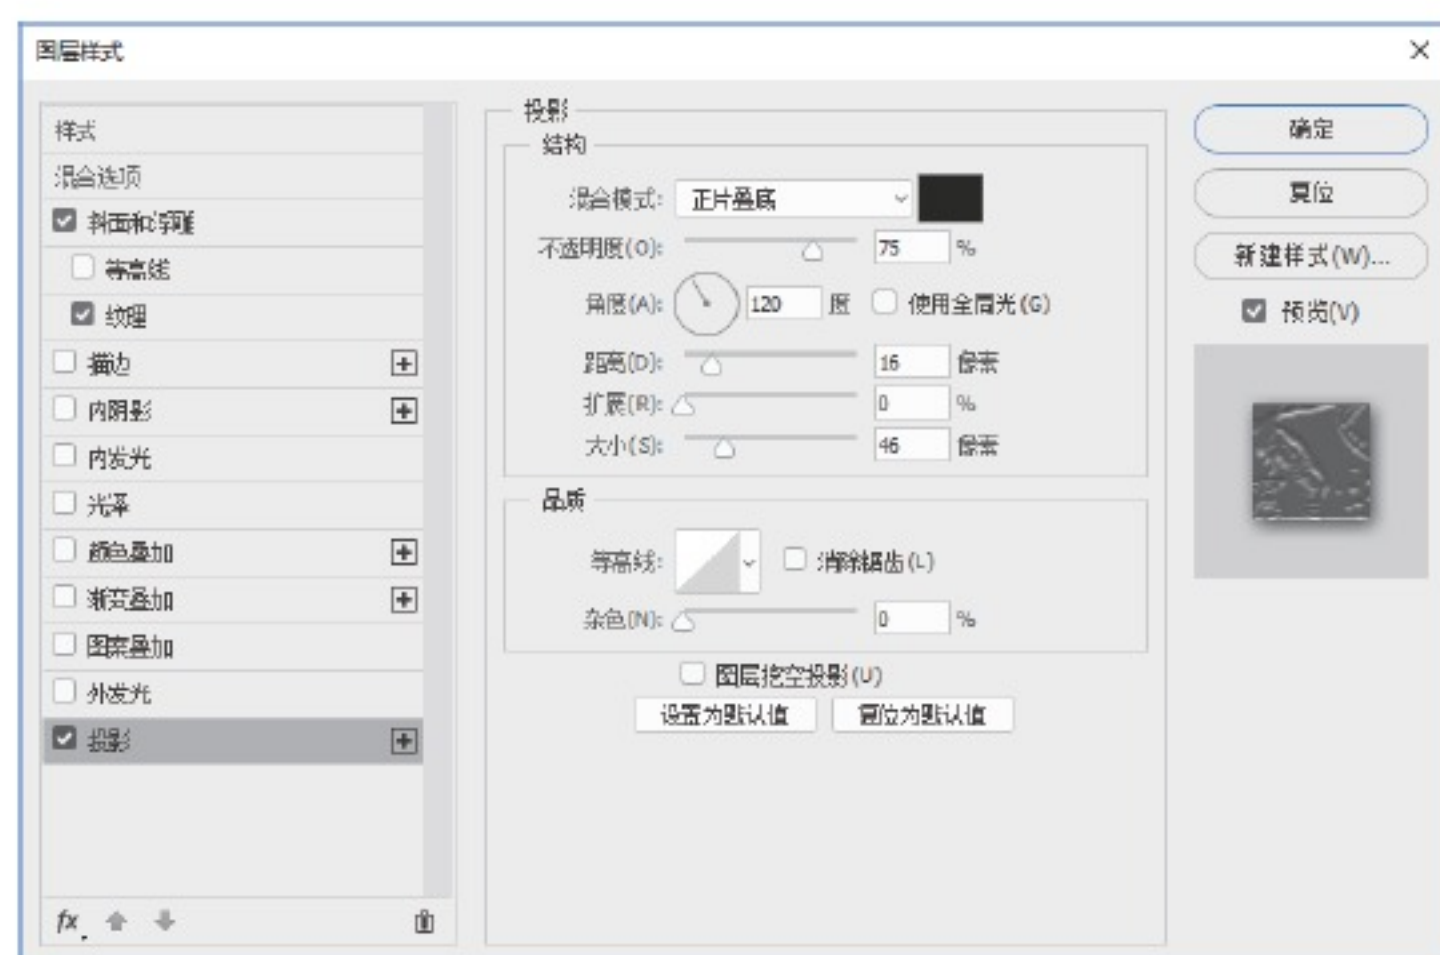 图层样式
样式
混合选项
斜面和浮雕
等高线
纹理
描边
内阴影
内发光
光泽
颜色叠加
渐变叠加
图案叠加
外发光
投影
fx
投影
结构
混合模式: 正片叠底
不透明度(O): 75 %
角度(A): 120 度 使用全局光(G)
距离(D): 16 像素
扩展(R): 0 %
大小(S): 46 像素
品质
等高线: 消除锯齿(L)
杂色(N): 0 %
图层挖空投影(U)
设置为默认值 复位为默认值
确定
复位
新建样式(W)...
预览(V)